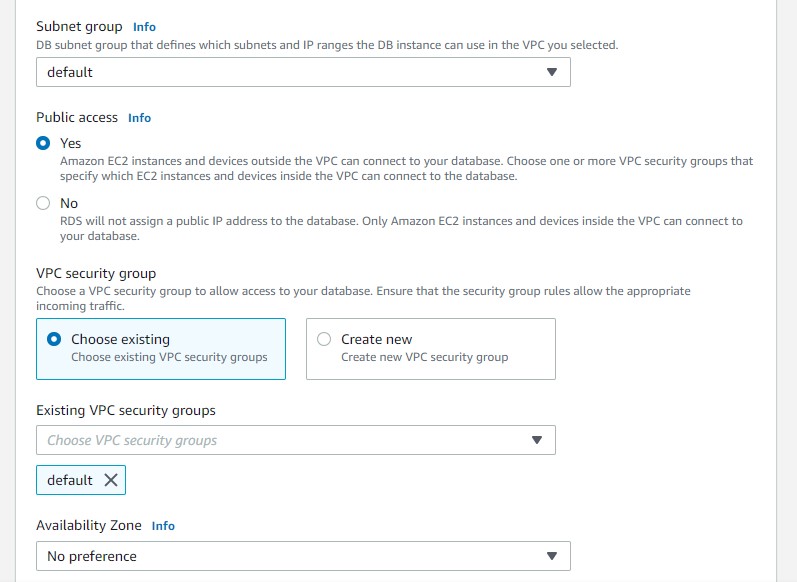 Subnet group Info
DB subnet group that defines which subnets and IP ranges the DB instance can use in the VPC you selected.
default
Public access Info
Yes
Amazon EC2 instances and devices outside the VPC can connect to your database. Choose one or more VPC security groups that
specify which EC2 instances and devices inside the VPC can connect to the database.
No
RDS will not assign a public IP address to the database. Only Amazon EC2 instances and devices inside the VPC can connect to
your database.
VPC security group
Choose a VPC security group to allow access to your database. Ensure that the security group rules allow the appropriate
incoming traffic.
Choose existing
Choose existing VPC security groups
Create new
Create new VPC security group
Existing VPC security groups
Choose VPC security groups
default
Availability Zone Info
No preference